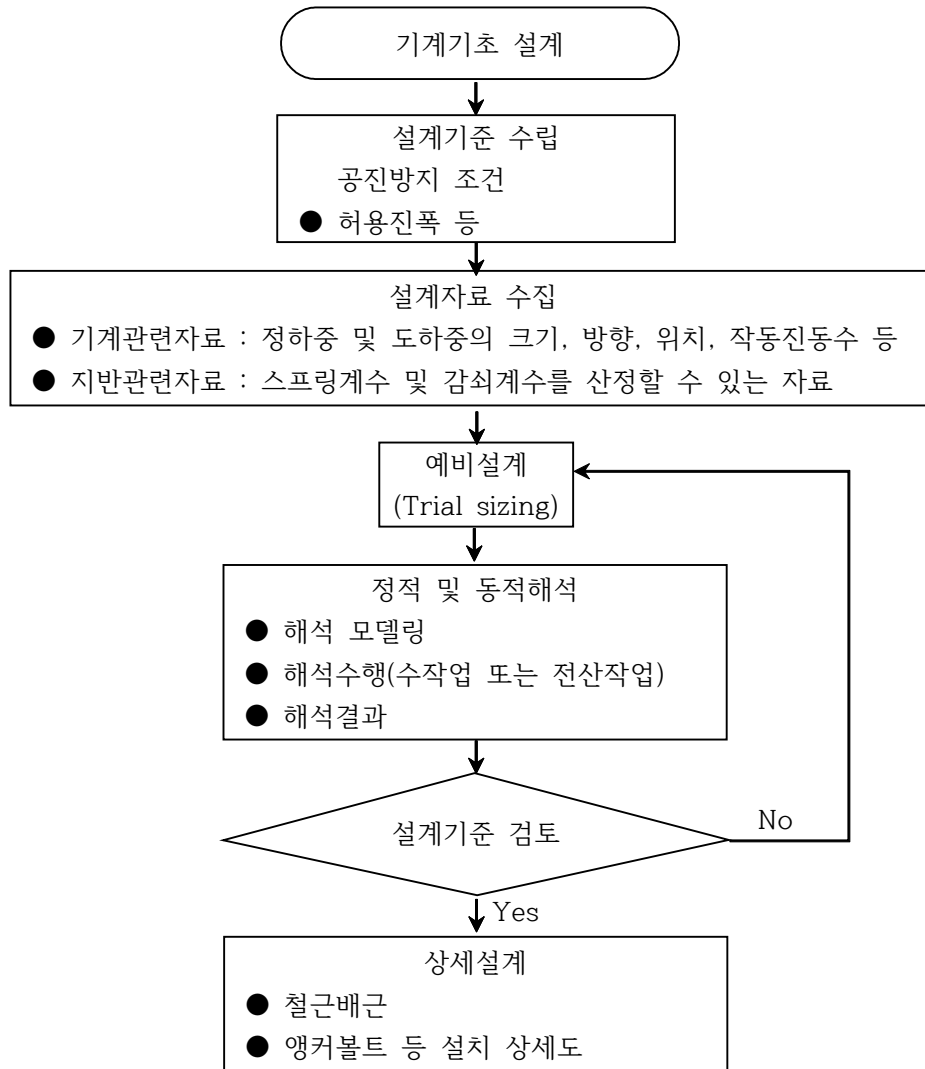 기계기초 설계
설계기준 수립
공진방지 조건
● 허용진폭 등
설계자료 수집
● 기계관련자료 : 정하중 및 도하중의 크기, 방향, 위치, 작동진동수 등
● 지반관련자료 : 스프링계수 및 감쇠계수를 산정할 수 있는 자료
예비설계
(Trial sizing)
정적 및 동적해석
● 해석 모델링
● 해석수행(수작업 또는 전산작업)
● 해석결과
설계기준 검토
No
Yes
상세설계
● 철근배근
● 앵커볼트 등 설치 상세도